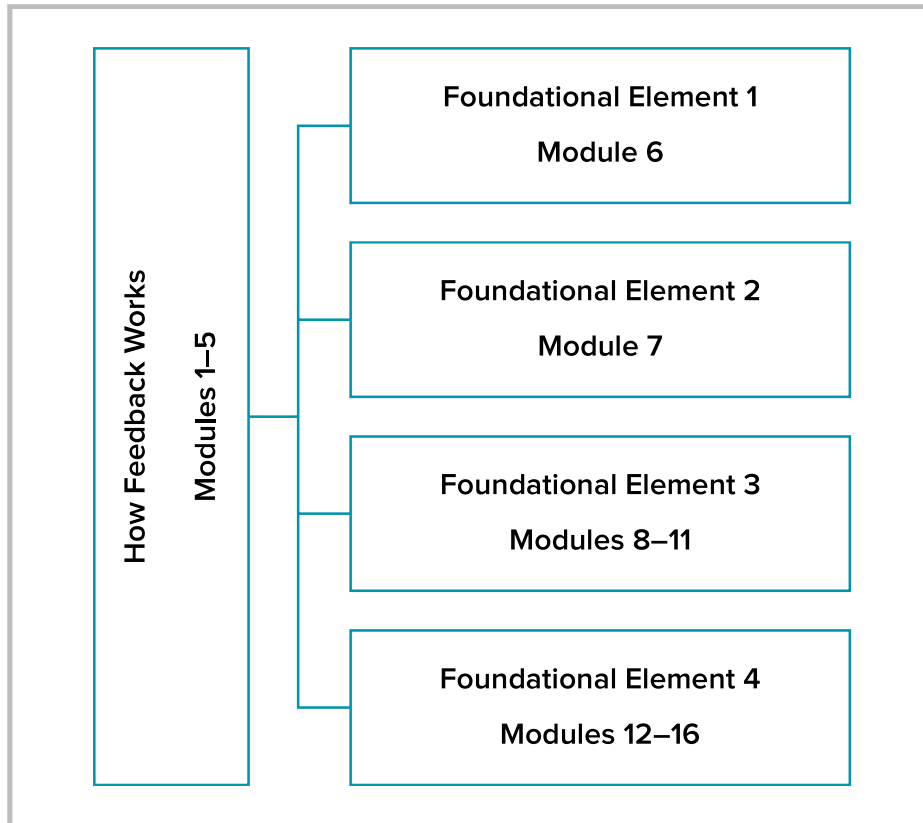 How Feedback Works
Modules 1–5
Foundational Element 1
Module 6
Foundational Element 2
Module 7
Foundational Element 3
Modules 8–11
Foundational Element 4
Modules 12–16